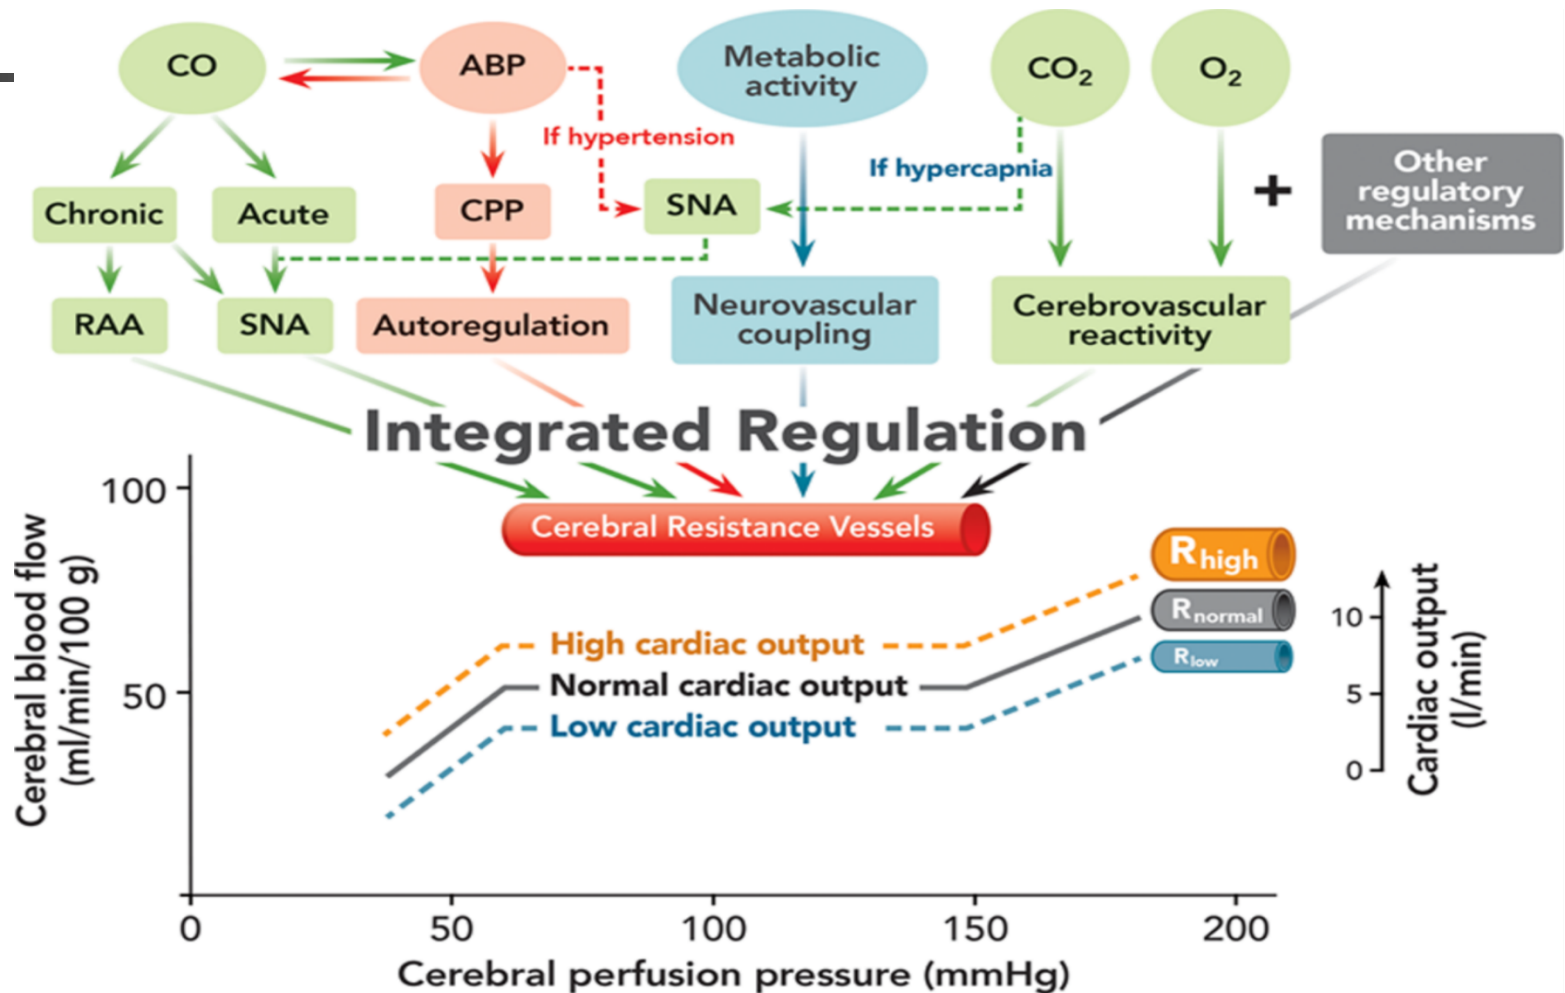 CO
ABP
Metabolic
activity
CO₂
O₂
If hypertension
If hypercapnia
Other
regulatory
mechanisms
+
Chronic
Acute
CPP
SNA
RAA
SNA
Autoregulation
Neurovascular
coupling
Cerebrovascular
reactivity
Integrated Regulation
Cerebral Resistance Vessels
Cerebral blood flow
(ml/min/100 g)
100
50
High cardiac output
Normal cardiac output
Low cardiac output
R high
R normal
R low
10
5
0
Cardiac output
(l/min)
0
50
100
150
200
Cerebral perfusion pressure (mmHg)